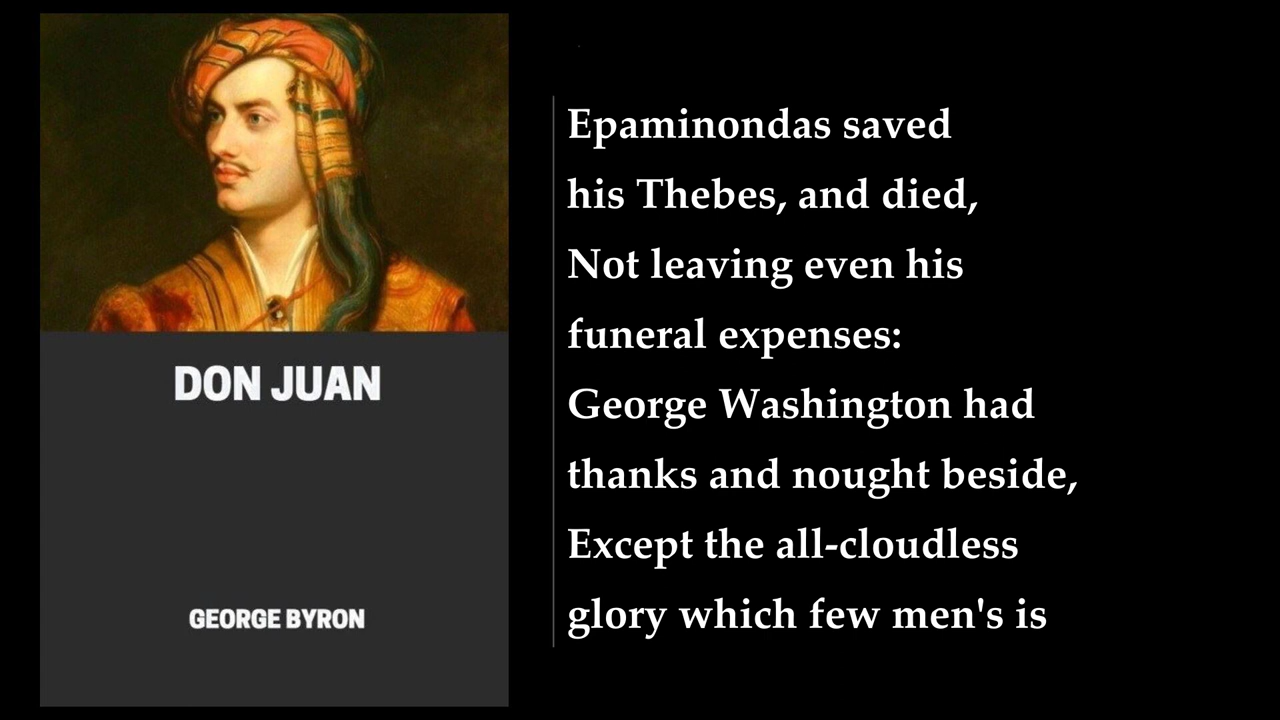 DON JUAN
GEORGE BYRON
Epaminondas saved
his Thebes, and died,
Not leaving even his
funeral expenses:
George Washington had
thanks and nought beside,
Except the all-cloudless
glory which few men's is